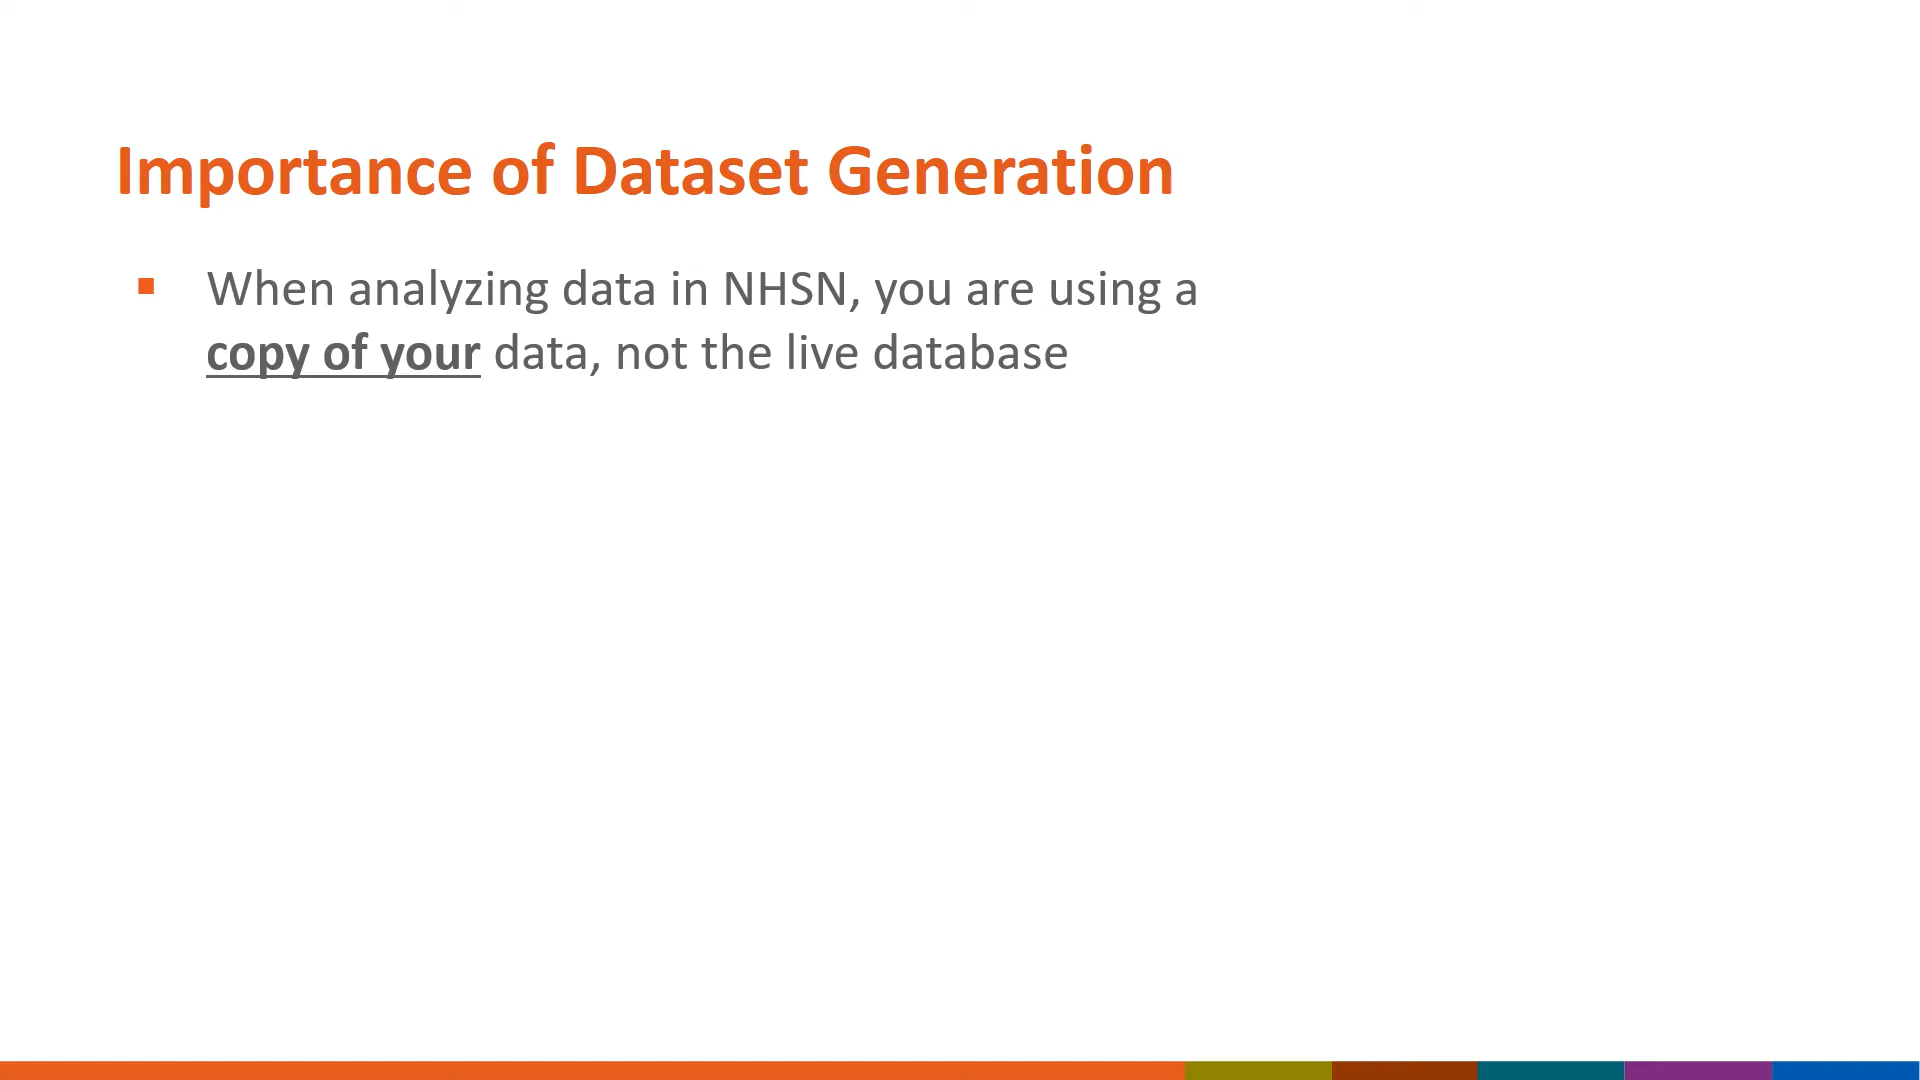 Importance of Dataset Generation
When analyzing data in NHSN, you are using a
copy of your data, not the live database